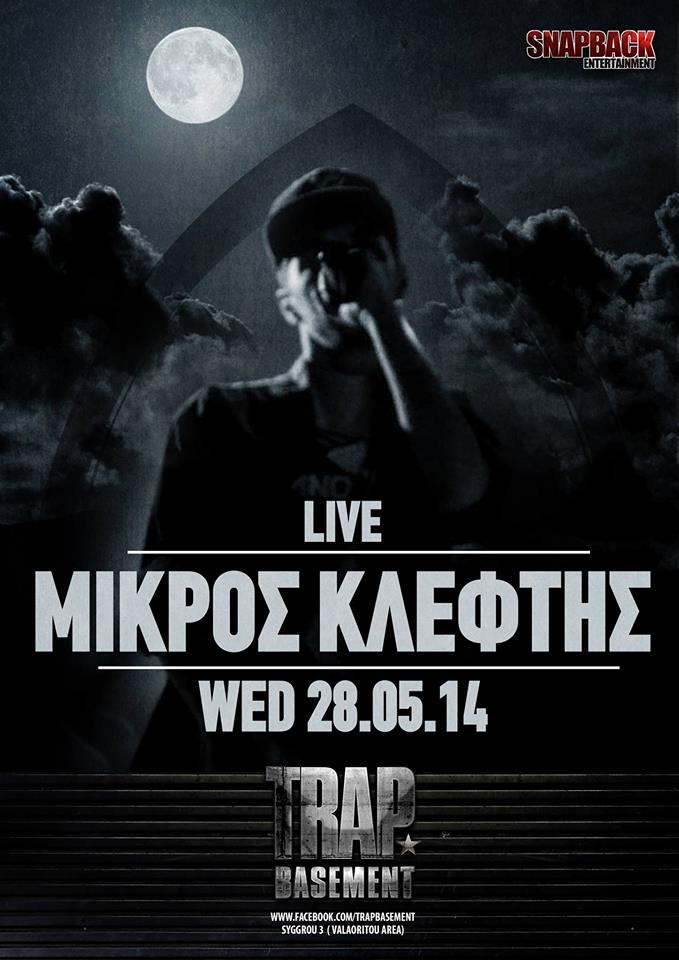 SNAPBACK
ENTERTAINMENT
LIVE
ΜΙΚΡΟΣ ΚΛΕΦΤΗΣ
WED 28.05.14
TRAP
BASEMENT
WWW.FACEBOOK.COM/TRAPBASEMENT
SYGGROU 3 ( VALAORITOU AREA)